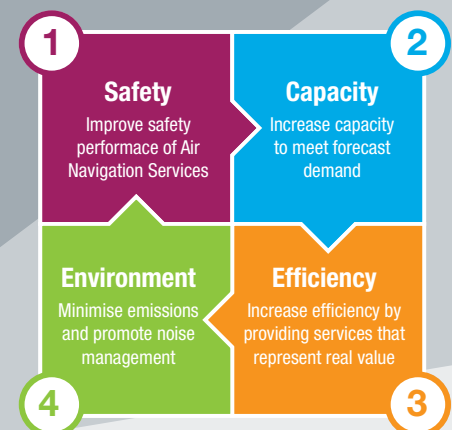 1
Safety
Improve safety
performace of Air
Navigation Services
2
Capacity
Increase capacity
to meet forecast
demand
3
Efficiency
Increase efficiency by
providing services that
represent real value
4
Environment
Minimise emissions
and promote noise
management